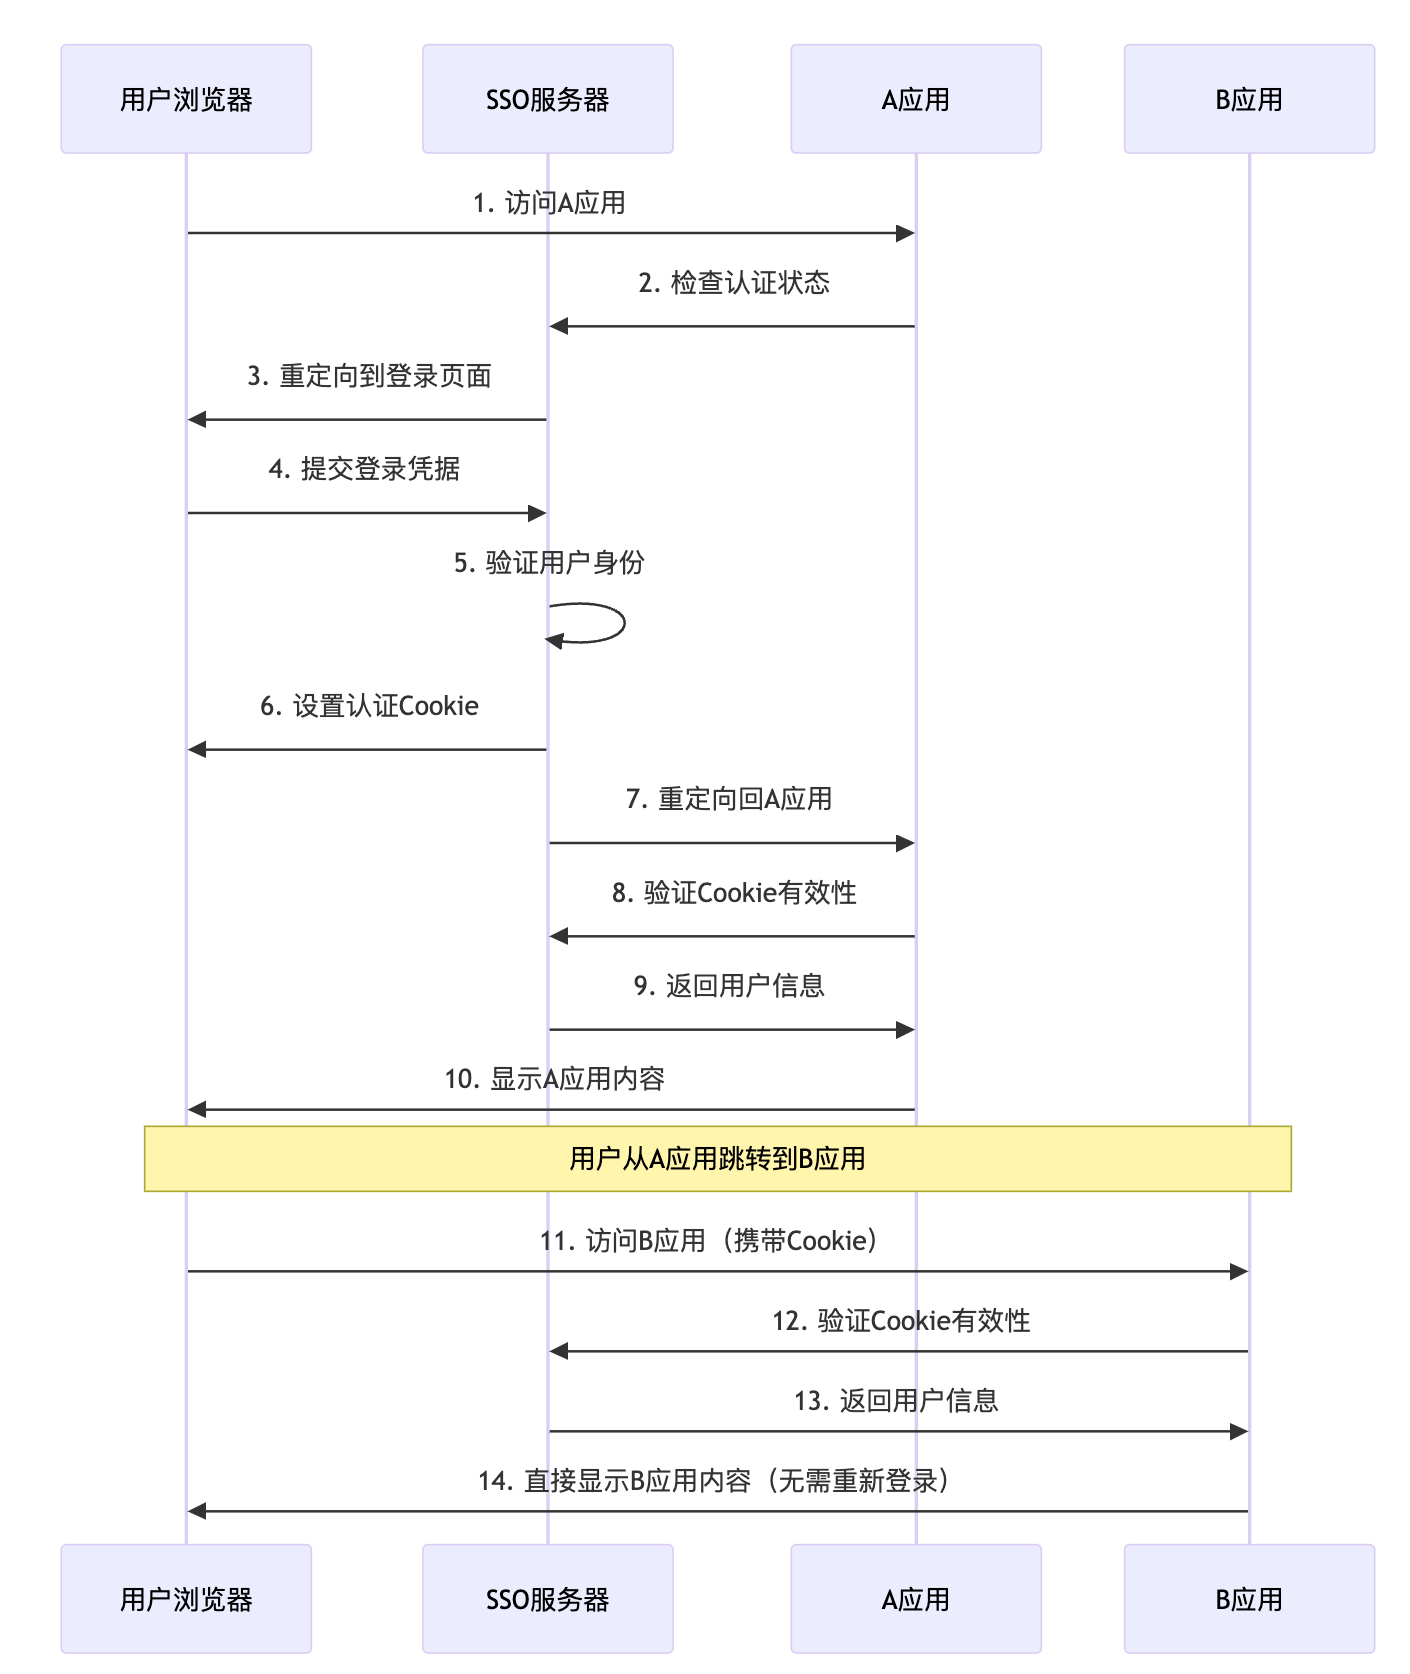 用户浏览器
SSO服务器
A应用
B应用
1. 访问A应用
2. 检查认证状态
3. 重定向到登录页面
4. 提交登录凭据
5. 验证用户身份
6. 设置认证Cookie
7. 重定向回A应用
8. 验证Cookie有效性
9. 返回用户信息
10. 显示A应用内容
用户从A应用跳转到B应用
11. 访问B应用（携带Cookie）
12. 验证Cookie有效性
13. 返回用户信息
14. 直接显示B应用内容（无需重新登录）
用户浏览器
SSO服务器
A应用
B应用